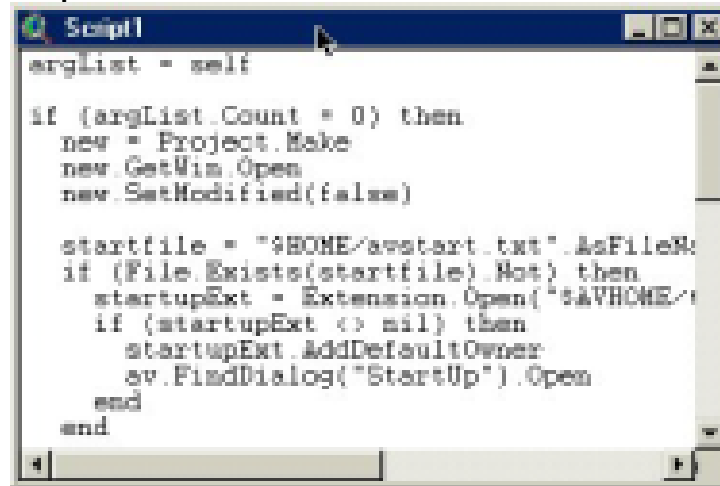 Script1
argList = self
if (argList.Count = 0) then
new = Project.Make
new.GetWin.Open
new.SetModified(false)
startfile = "$HOME/avstart.txt".AsFileNa
if (File.Exists(startfile).Not) then
startupExt = Extension.Open("$AVHOME/
if (startupExt <> nil) then
startupExt.AddDefaultOwner
av.FindDialog("StartUp").Open
end
end